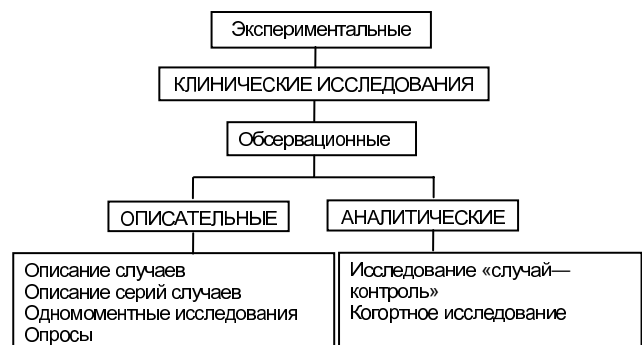 Экспериментальные
КЛИНИЧЕСКИЕ ИССЛЕДОВАНИЯ
Обсервационные
ОПИСАТЕЛЬНЫЕ
АНАЛИТИЧЕСКИЕ
Описание случаев
Описание серий случаев
Одномоментные исследования
Опросы
Исследование «случай—
контроль»
Когортное исследование